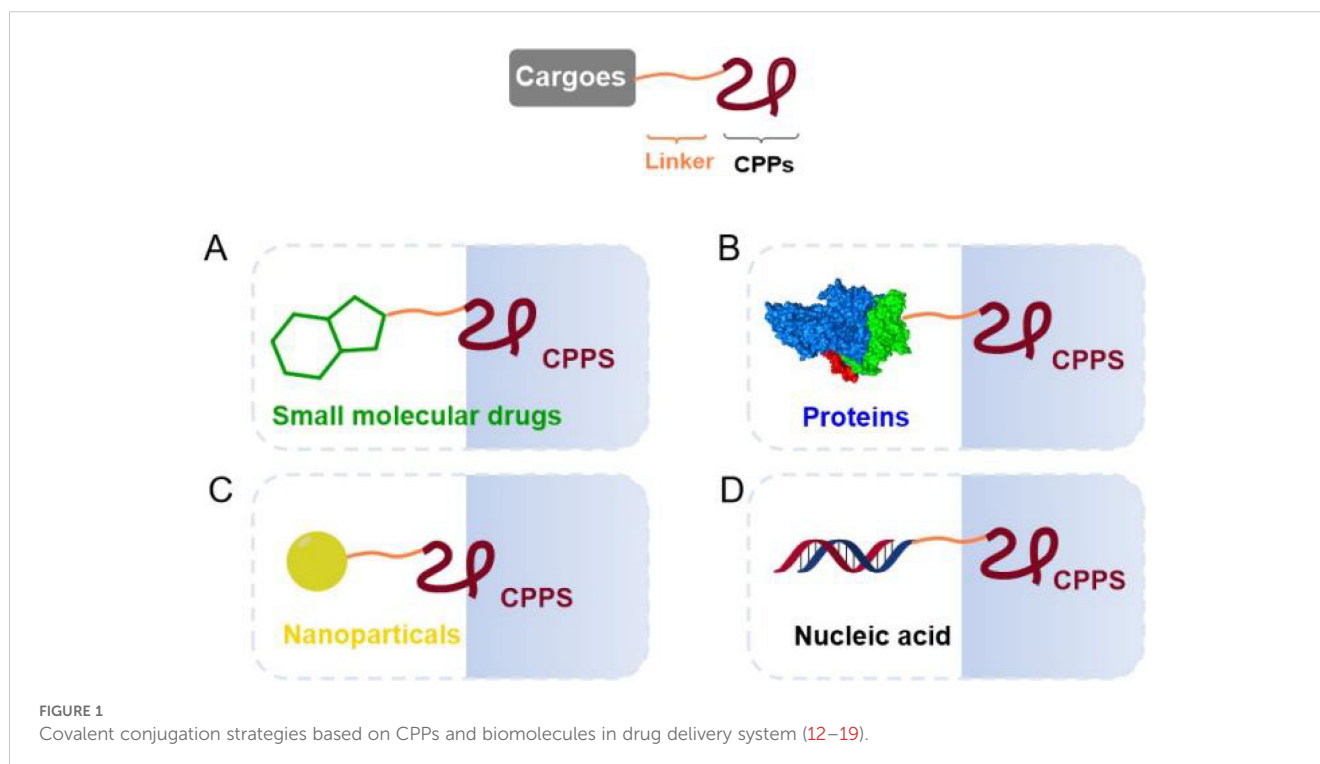 Cargoes
Linker
CPPs
A
CPPS
Small molecular drugs
B
CPPS
Proteins
C
CPPS
Nanoparticals
D
CPPS
Nucleic acid
FIGURE 1
Covalent conjugation strategies based on CPPs and biomolecules in drug delivery system (12–19).